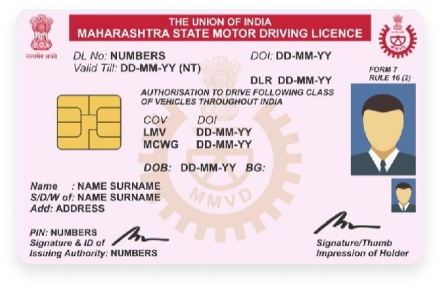 THE UNION OF INDIA
MAHARASHTRA STATE MOTOR DRIVING LICENCE
सत्यमेव जयते
DL No: NUMBERS DOI: DD-MM-YY
Valid Till: DD-MM-YY (NT)
DLR DD-MM-YY
FORM 7
RULE 16 (2)
AUTHORISATION TO DRIVE FOLLOWING CLASS
OF VEHICLES THROUGHOUT INDIA
COV DOI
LMV DD-MM-YY
MCWG DD-MM-YY
DOB: DD-MM-YY BG:
MMVD
Name : NAME SURNAME
S/D/W of: NAME SURNAME
Add: ADDRESS
PIN: NUMBERS
Signature & ID of
Issuing Authority: NUMBERS
Signature/Thumb
Impression of Holder